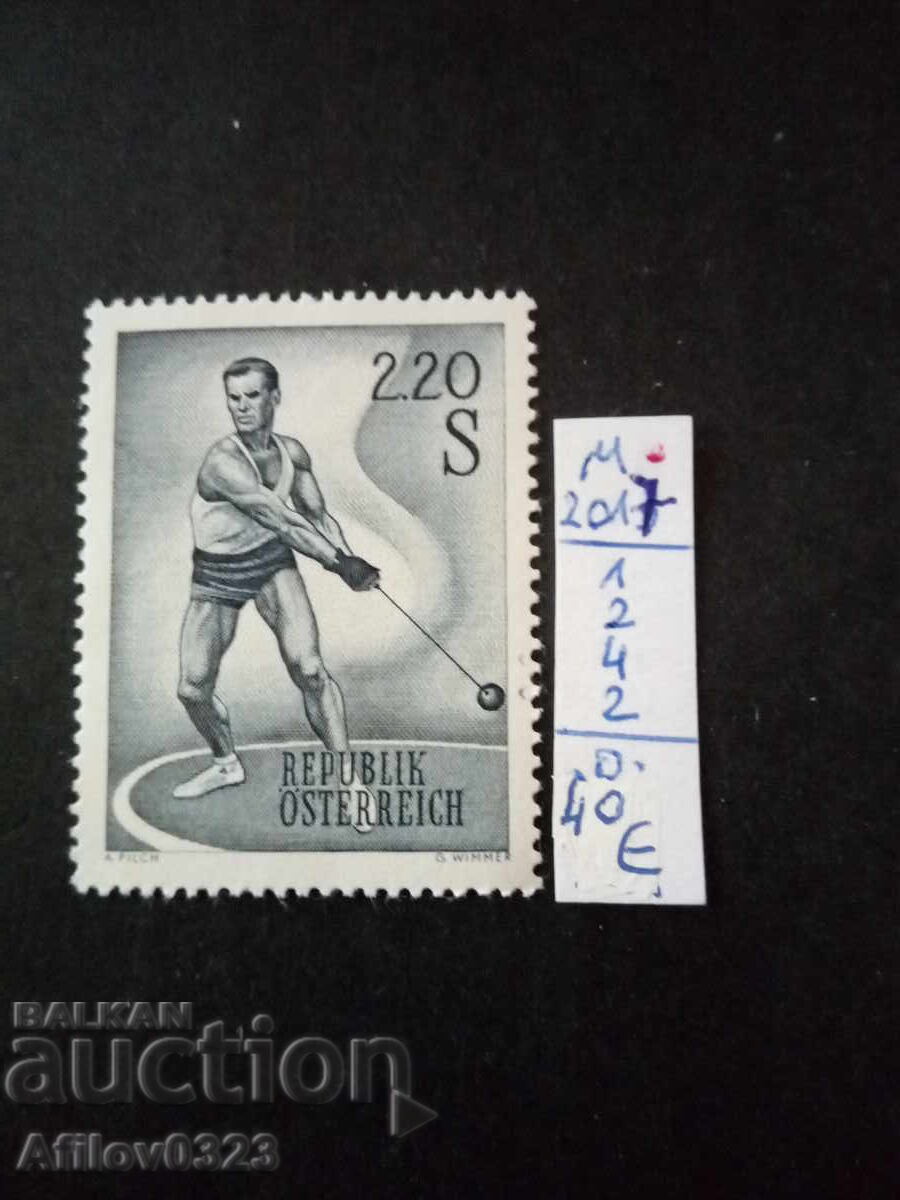 2.20
S
REPUBLIK
ÖSTERREICH
A. PILCH
G. WIMMER
M.
2017
1
2
4
2
0.
40
€
BALKAN
auction
Afilov0323